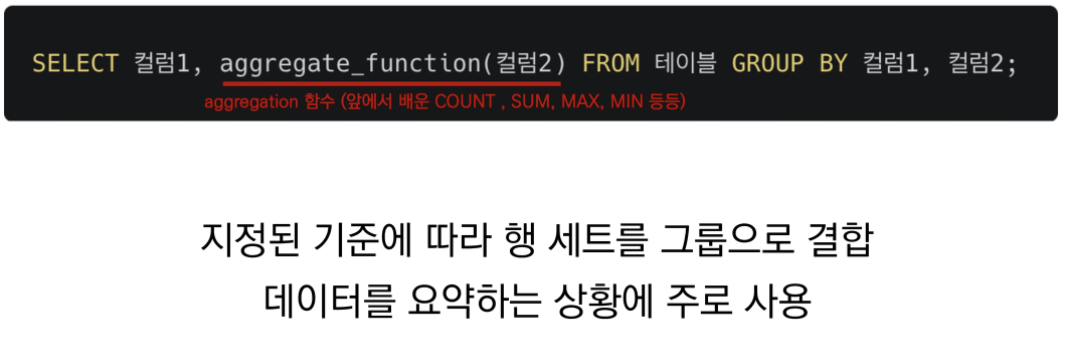 SELECT 컬럼1, aggregate_function(컬럼2) FROM 테이블 GROUP BY 컬럼1, 컬럼2;
aggregation 함수 (앞에서 배운 COUNT , SUM, MAX, MIN 등등)
지정된 기준에 따라 행 세트를 그룹으로 결합
데이터를 요약하는 상황에 주로 사용